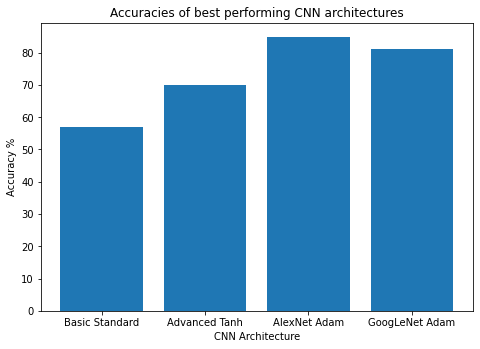 Accuracies of best performing CNN architectures
Accuracy %
80
70
60
50
40
30
20
10
0
Basic Standard Advanced Tanh AlexNet Adam GoogLeNet Adam
CNN Architecture